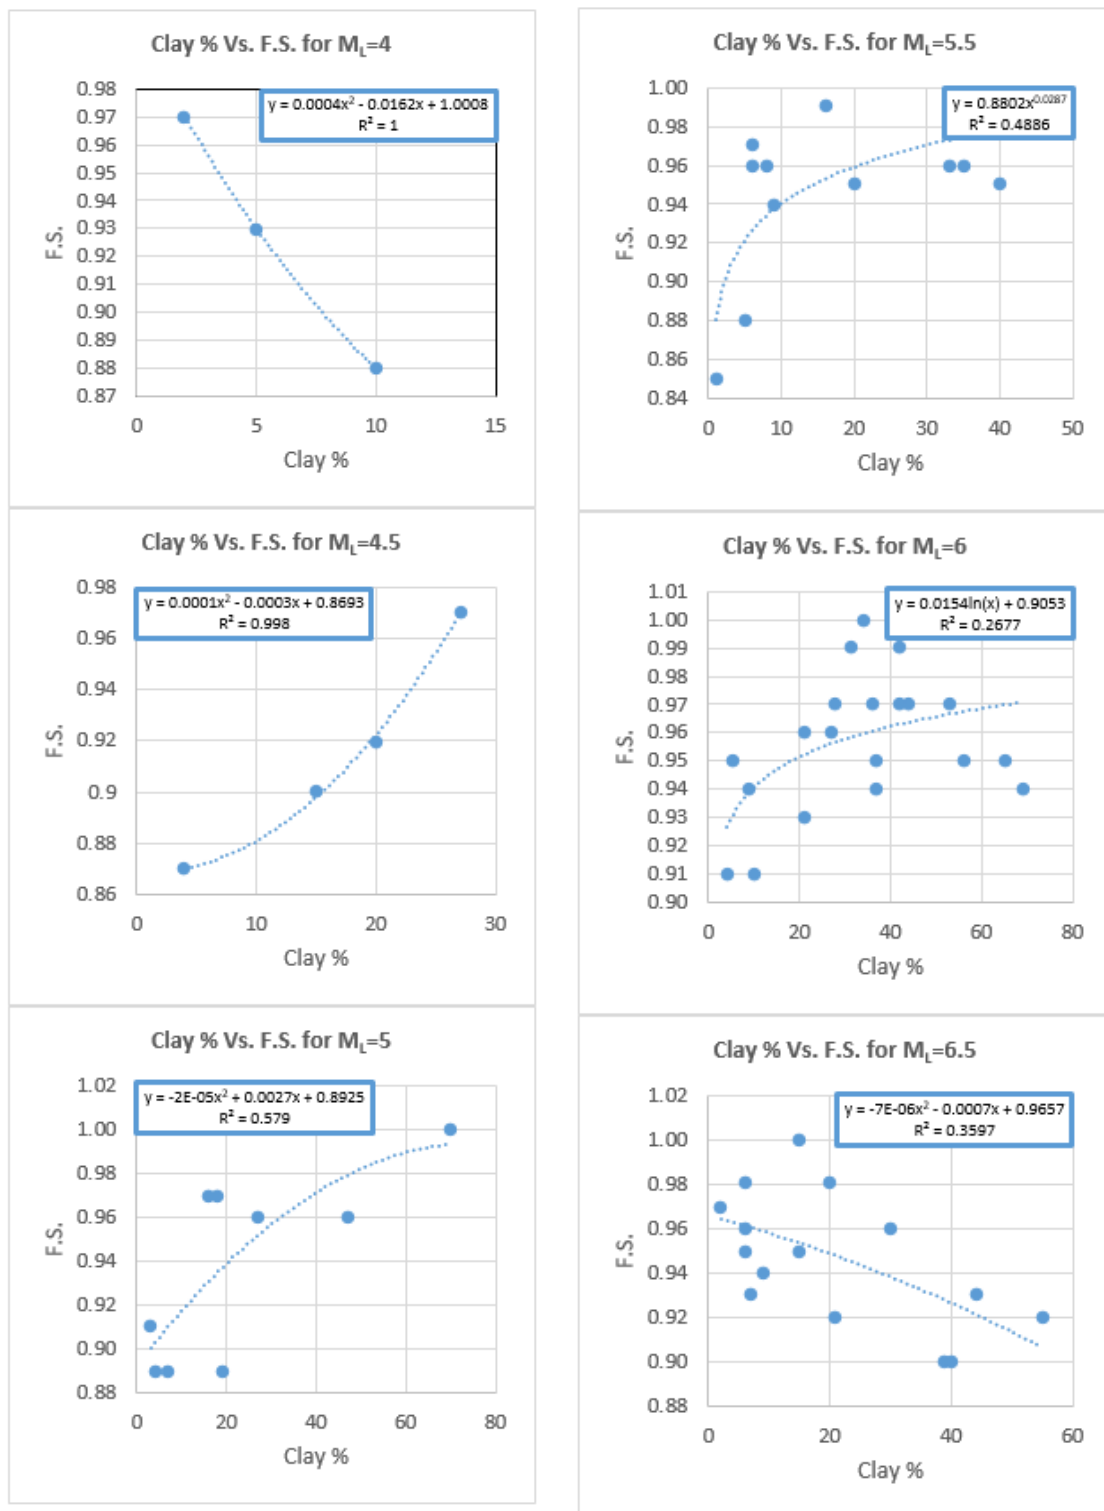 Clay % Vs. F.S. for M_L=4
y = 0.0004x² - 0.0162x + 1.0008
R² = 1
0.98
0.97
0.96
0.95
0.94
0.93
0.92
0.91
0.90
0.89
0.88
0.87
F.S.
0 5 10 15
Clay %
Clay % Vs. F.S. for M_L=4.5
y = 0.0001x² - 0.0003x + 0.8693
R² = 0.998
0.98
0.96
0.94
0.92
0.9
0.88
0.86
F.S.
0 10 20 30
Clay %
Clay % Vs. F.S. for M_L=5
y = -2E-05x² + 0.0027x + 0.8925
R² = 0.579
1.02
1.00
0.98
0.96
0.94
0.92
0.90
0.88
F.S.
0 20 40 60 80
Clay %
Clay % Vs. F.S. for M_L=5.5
y = 0.8802x^0.0287
R² = 0.4886
1.00
0.98
0.96
0.94
0.92
0.90
0.88
0.86
0.84
F.S.
0 10 20 30 40 50
Clay %
Clay % Vs. F.S. for M_L=6
y = 0.0154ln(x) + 0.9053
R² = 0.2677
1.01
1.00
0.99
0.98
0.97
0.96
0.95
0.94
0.93
0.92
0.91
0.90
F.S.
0 20 40 60 80
Clay %
Clay % Vs. F.S. for M_L=6.5
y = -7E-06x² - 0.0007x + 0.9657
R² = 0.3597
1.02
1.00
0.98
0.96
0.94
0.92
0.90
0.88
F.S.
0 20 40 60
Clay %